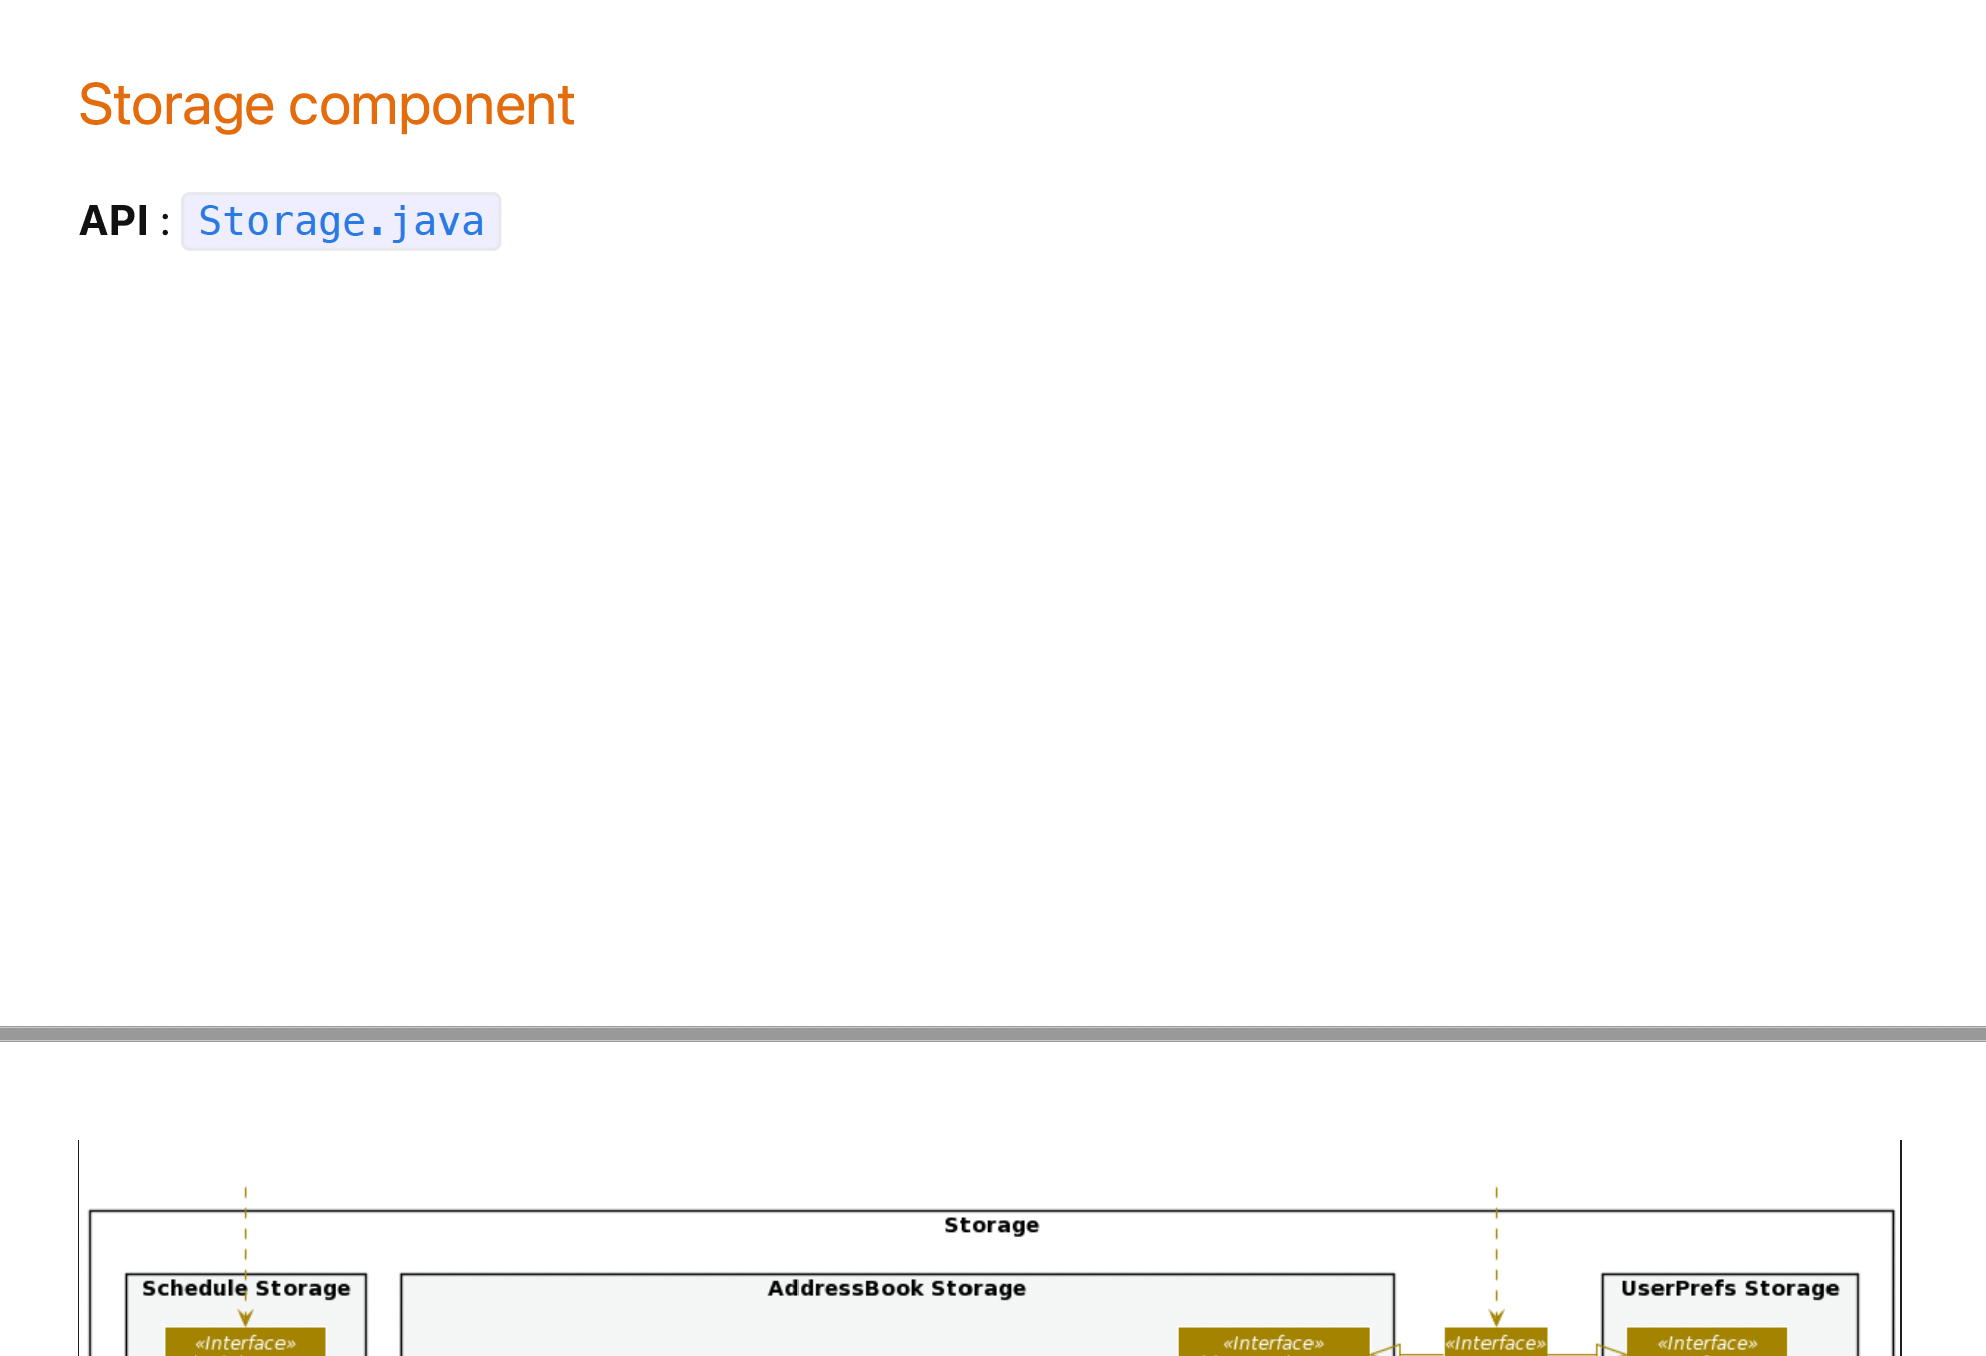 Storage component
API : Storage.java
Storage
Schedule Storage
AddressBook Storage
UserPrefs Storage
«Interface»
«Interface»
«Interface»
«Interface»